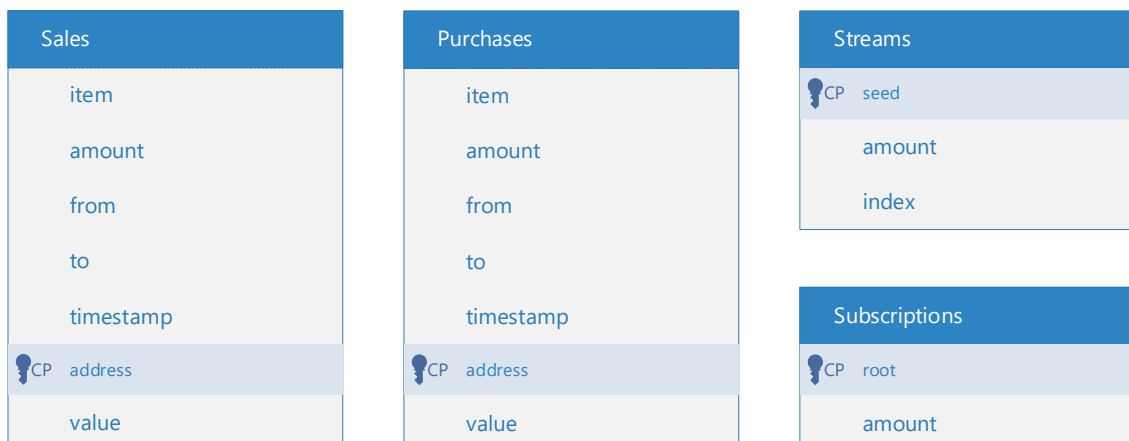 Sales
item
amount
from
to
timestamp
CP address
value
Purchases
item
amount
from
to
timestamp
CP address
value
Streams
CP seed
amount
index
Subscriptions
CP root
amount